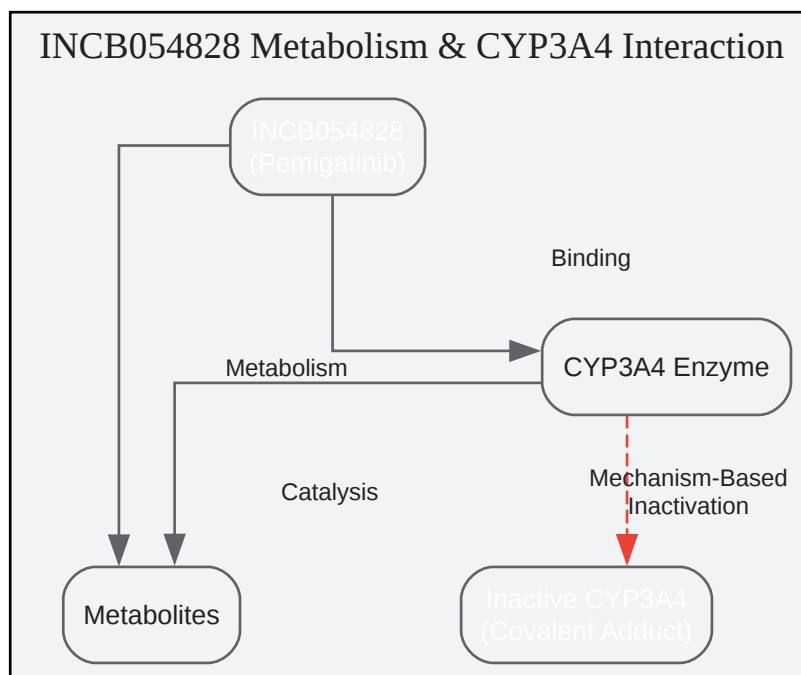 INCB054828 Metabolism & CYP3A4 Interaction
INCB054828
(Pemigatinib)
Binding
CYP3A4 Enzyme
Metabolism
Catalysis
Mechanism-Based
Inactivation
Metabolites
Inactive CYP3A4
(Covalent Adduct)